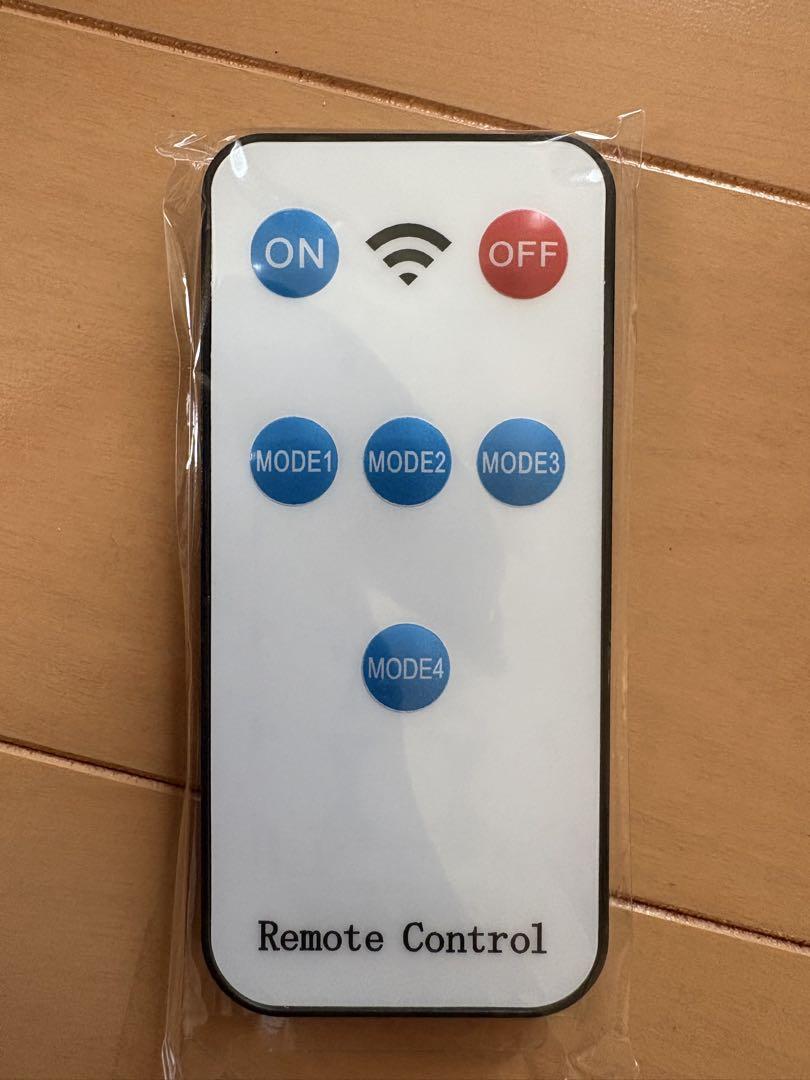 ON OFF
MODE1 MODE2 MODE3
MODE4
Remote Control